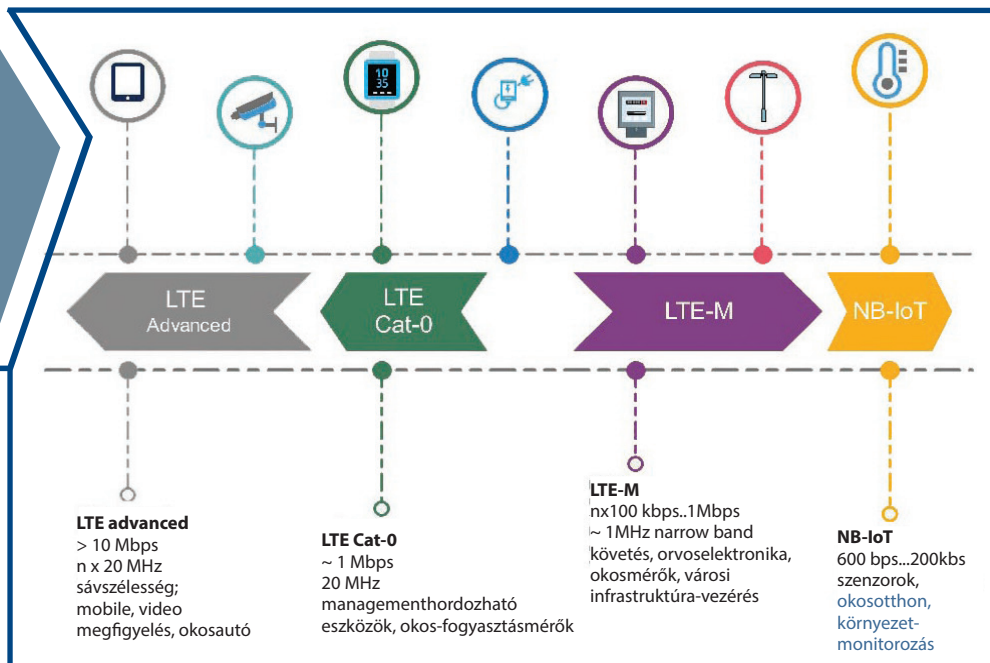 10
35
LTE
Advanced
LTE
Cat-0
LTE-M
NB-IoT
LTE advanced
> 10 Mbps
n x 20 MHz
sávszélesség;
mobile, video
megfigyelés, okosautó
LTE Cat-0
~ 1 Mbps
20 MHz
managementhordozható
eszközök, okos-fogyasztásmérők
LTE-M
nx100 kbps..1Mbps
~ 1MHz narrow band
követés, orvoselektronika,
okosmérők, városi
infrastruktúra-vezérés
NB-IoT
600 bps...200kbs
szenzorok,
okosotthon,
környezet-
monitorozás